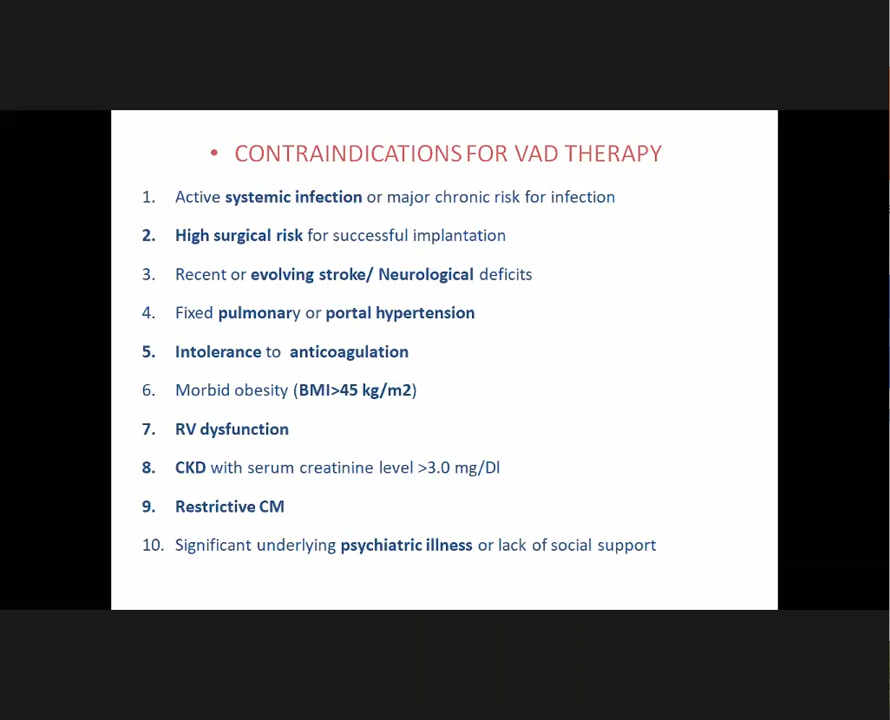 • CONTRAINDICATIONS FOR VAD THERAPY
1. Active systemic infection or major chronic risk for infection
2. High surgical risk for successful implantation
3. Recent or evolving stroke/ Neurological deficits
4. Fixed pulmonary or portal hypertension
5. Intolerance to anticoagulation
6. Morbid obesity (BMI>45 kg/m2)
7. RV dysfunction
8. CKD with serum creatinine level >3.0 mg/Dl
9. Restrictive CM
10. Significant underlying psychiatric illness or lack of social support